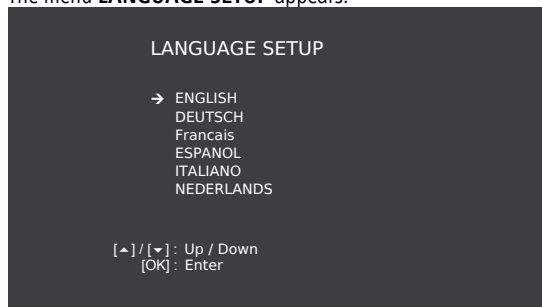 The menu LANGUAGE SETUP appears.
LANGUAGE SETUP
→ ENGLISH
DEUTSCH
Francais
ESPANOL
ITALIANO
NEDERLANDS
[▲] / [▼] : Up / Down
[OK] : Enter